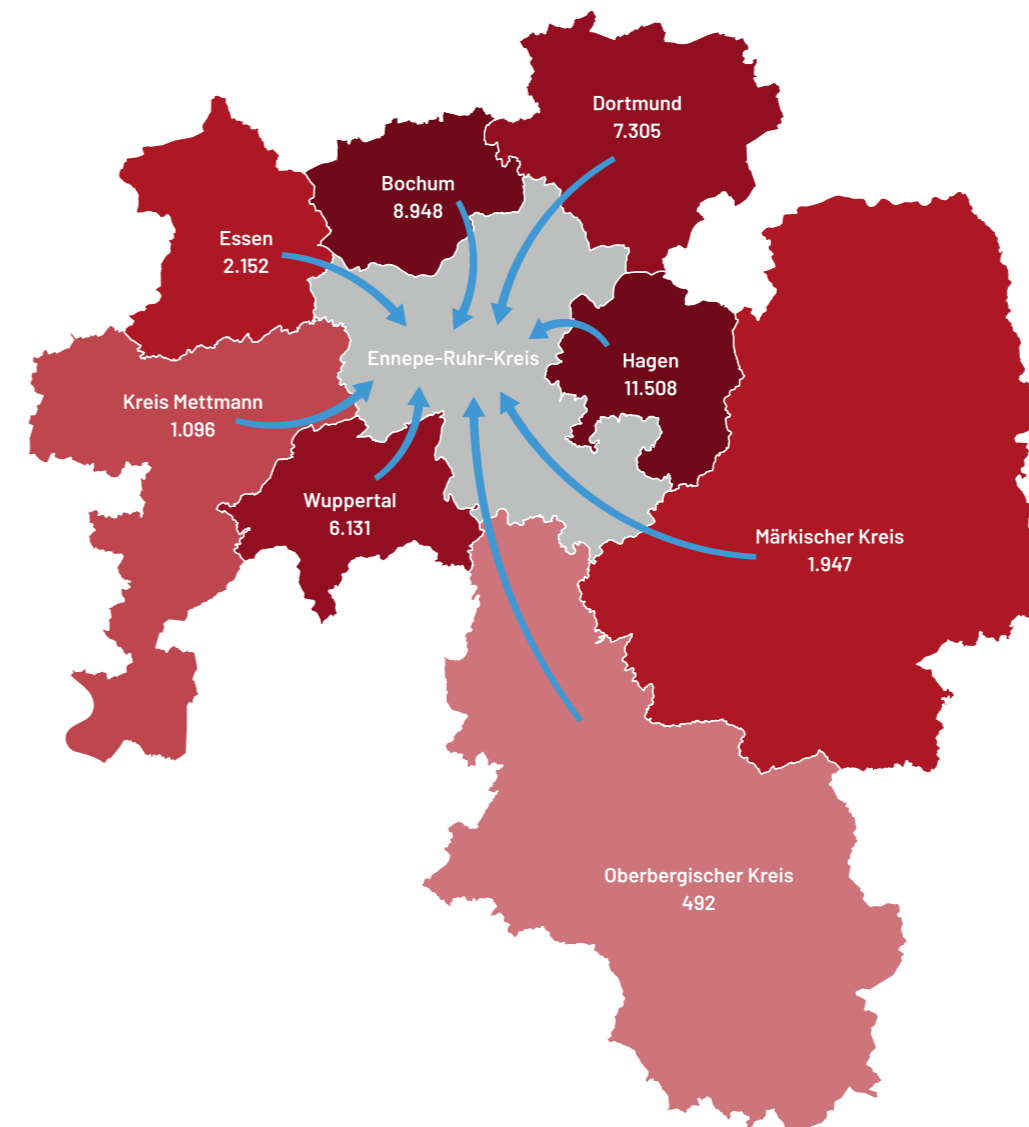 Dortmund
7.305
Bochum
8.948
Essen
2.152
Ennepe-Ruhr-Kreis
Hagen
11.508
Kreis Mettmann
1.096
Wuppertal
6.131
Märkischer Kreis
1.947
Oberbergischer Kreis
492